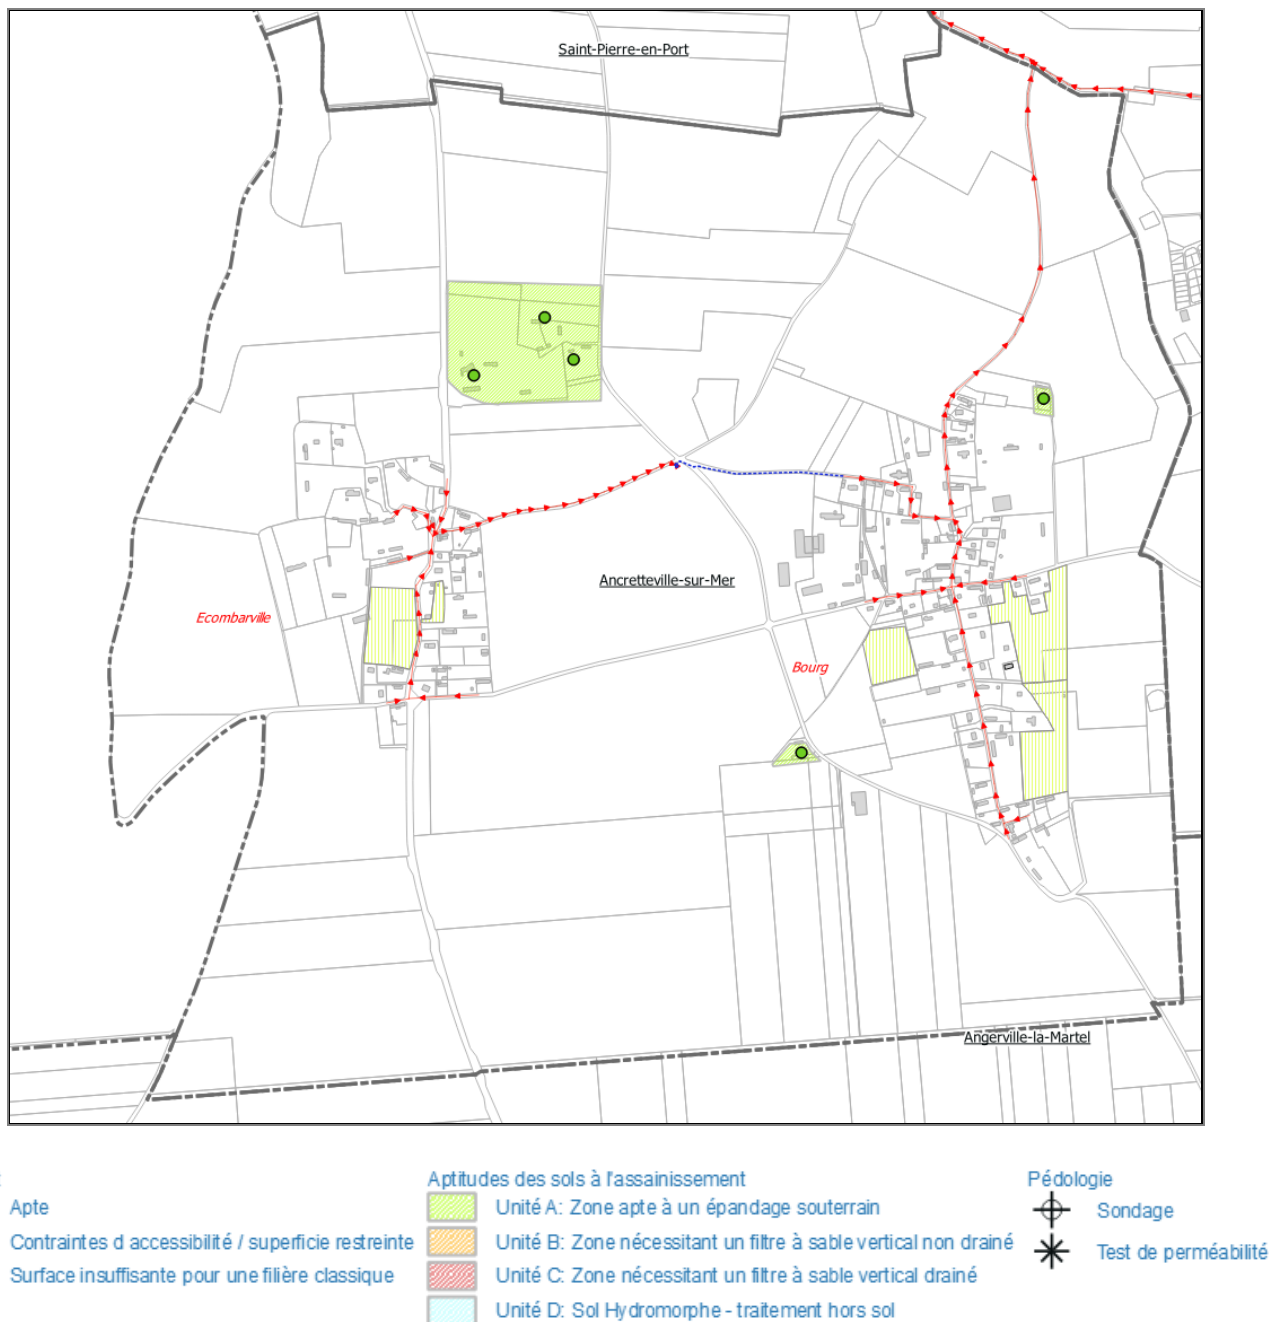 Saint-Pierre-en-Port
Ancretteville-sur-Mer
Ecombarville
Bourg
Angerville-la-Martel
Apte
Contraintes d accessibilité / superficie restreinte
Surface insuffisante pour une filière classique
Aptitudes des sols à l'assainissement
Unité A: Zone apte à un épandage souterrain
Unité B: Zone nécessitant un filtre à sable vertical non drainé
Unité C: Zone nécessitant un filtre à sable vertical drainé
Unité D: Sol Hydromorphe - traitement hors sol
Pédologie
Sondage
Test de perméabilité